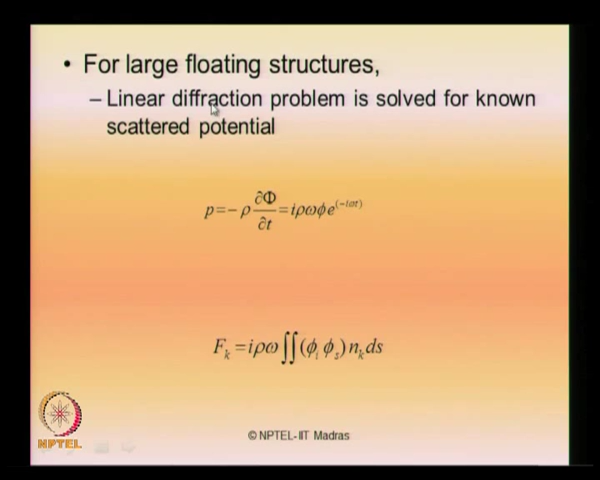 • For large floating structures,
– Linear diffraction problem is solved for known
scattered potential
p=-ρ ∂Φ/∂t =iρωϕe^(-iωt)
F_k=iρω∬(ϕ_i ϕ_s)n_k ds
NPTEL
© NPTEL- IIT Madras